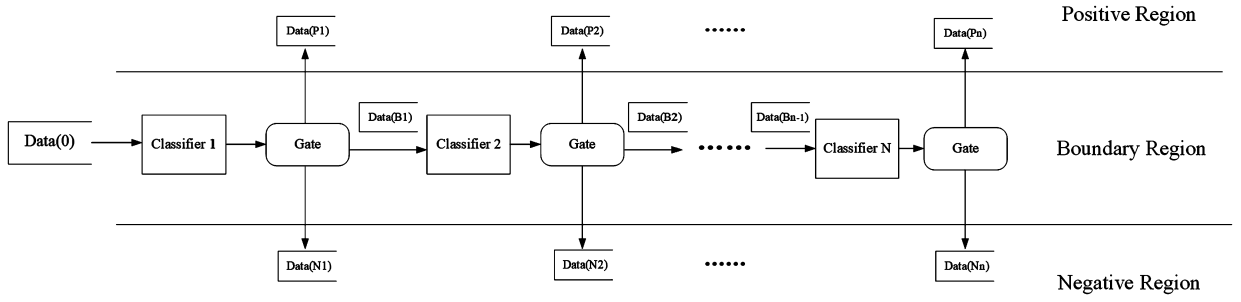 Positive Region
Data(P1)
Data(P2)
Data(Pn)
Data(0)
Classifier 1
Gate
Data(B1)
Classifier 2
Gate
Data(B2)
Data(Bn-1)
Classifier N
Gate
Boundary Region
Data(N1)
Data(N2)
Data(Nn)
Negative Region